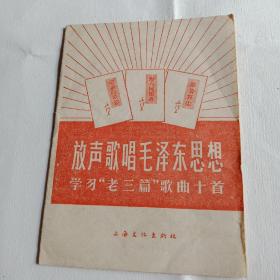 放声歌唱毛泽东思想
学习“老三篇”歌曲十首
上海文化出版社